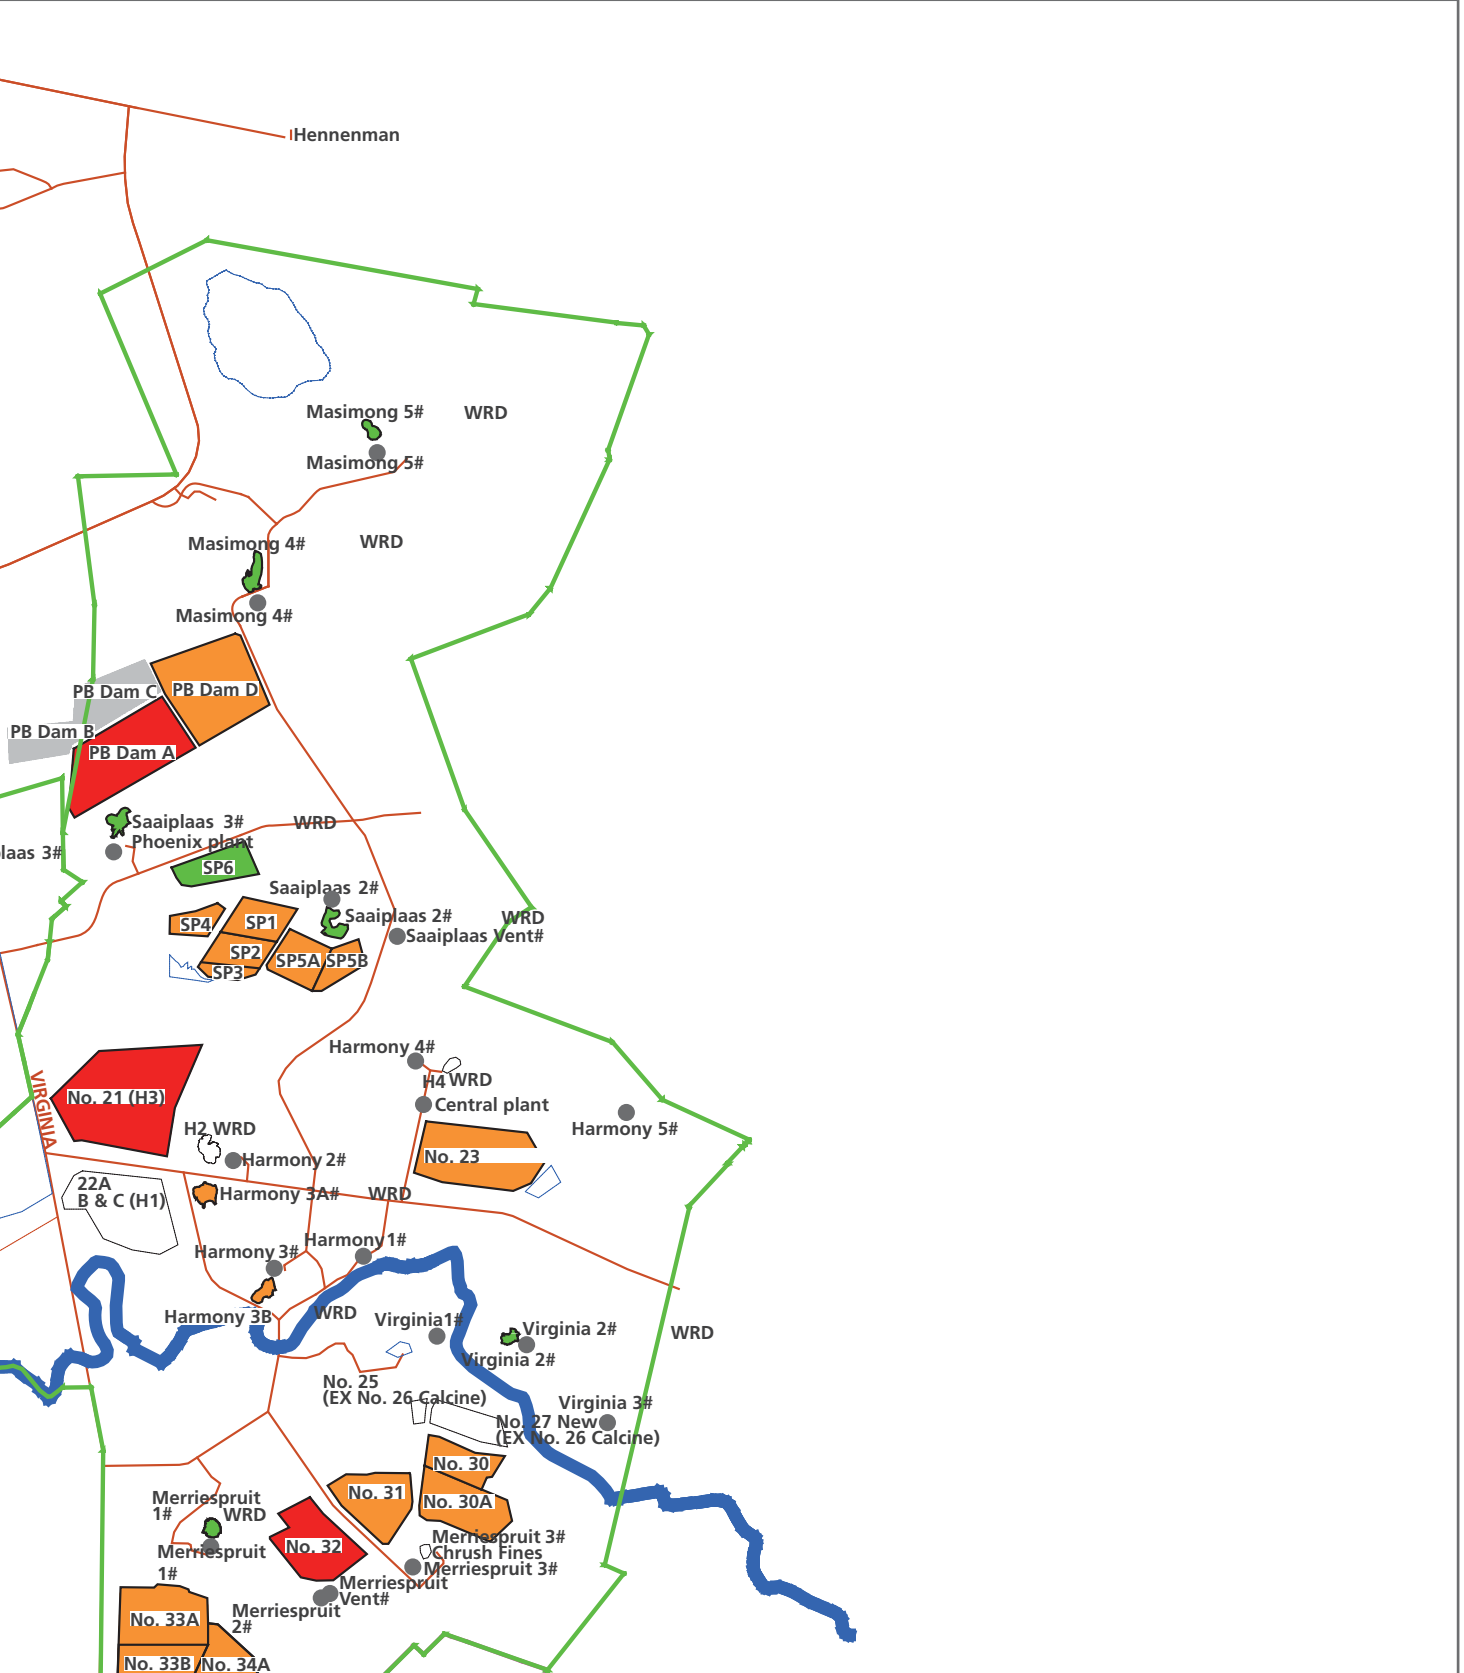 Hennenman
Masimong 5#
WRD
Masimong 5#
Masimong 4#
WRD
Masimong 4#
PB Dam C
PB Dam D
PB Dam B
PB Dam A
Saaiplaas 3#
WRD
Phoenix plant
laas 3#
SP6
Saaiplaas 2#
Saaiplaas 2#
WRD
SP4
SP1
Saaiplaas Vent#
SP2
SP5A
SP5B
SP3
Harmony 4#
H4 WRD
VIRGINIA
No. 21 (H3)
Central plant
H2 WRD
Harmony 5#
Harmony 2#
No. 23
22A
B & C (H1)
Harmony 3A#
WRD
Harmony 3#
Harmony1#
Harmony 3B
WRD
Virginia1#
Virginia 2#
WRD
Virginia 2#
No. 25
(EX No. 26 Calcine)
Virginia 3#
No. 27 New
(EX No. 26 Calcine)
No. 30
No. 31
No. 30A
Merriespruit
1#
WRD
Merriespruit
1#
No. 32
Merriespruit 3#
Chrush Fines
Merriespruit 3#
Merriespruit
Vent#
Merriespruit
2#
No. 33A
No. 33B
No. 34A